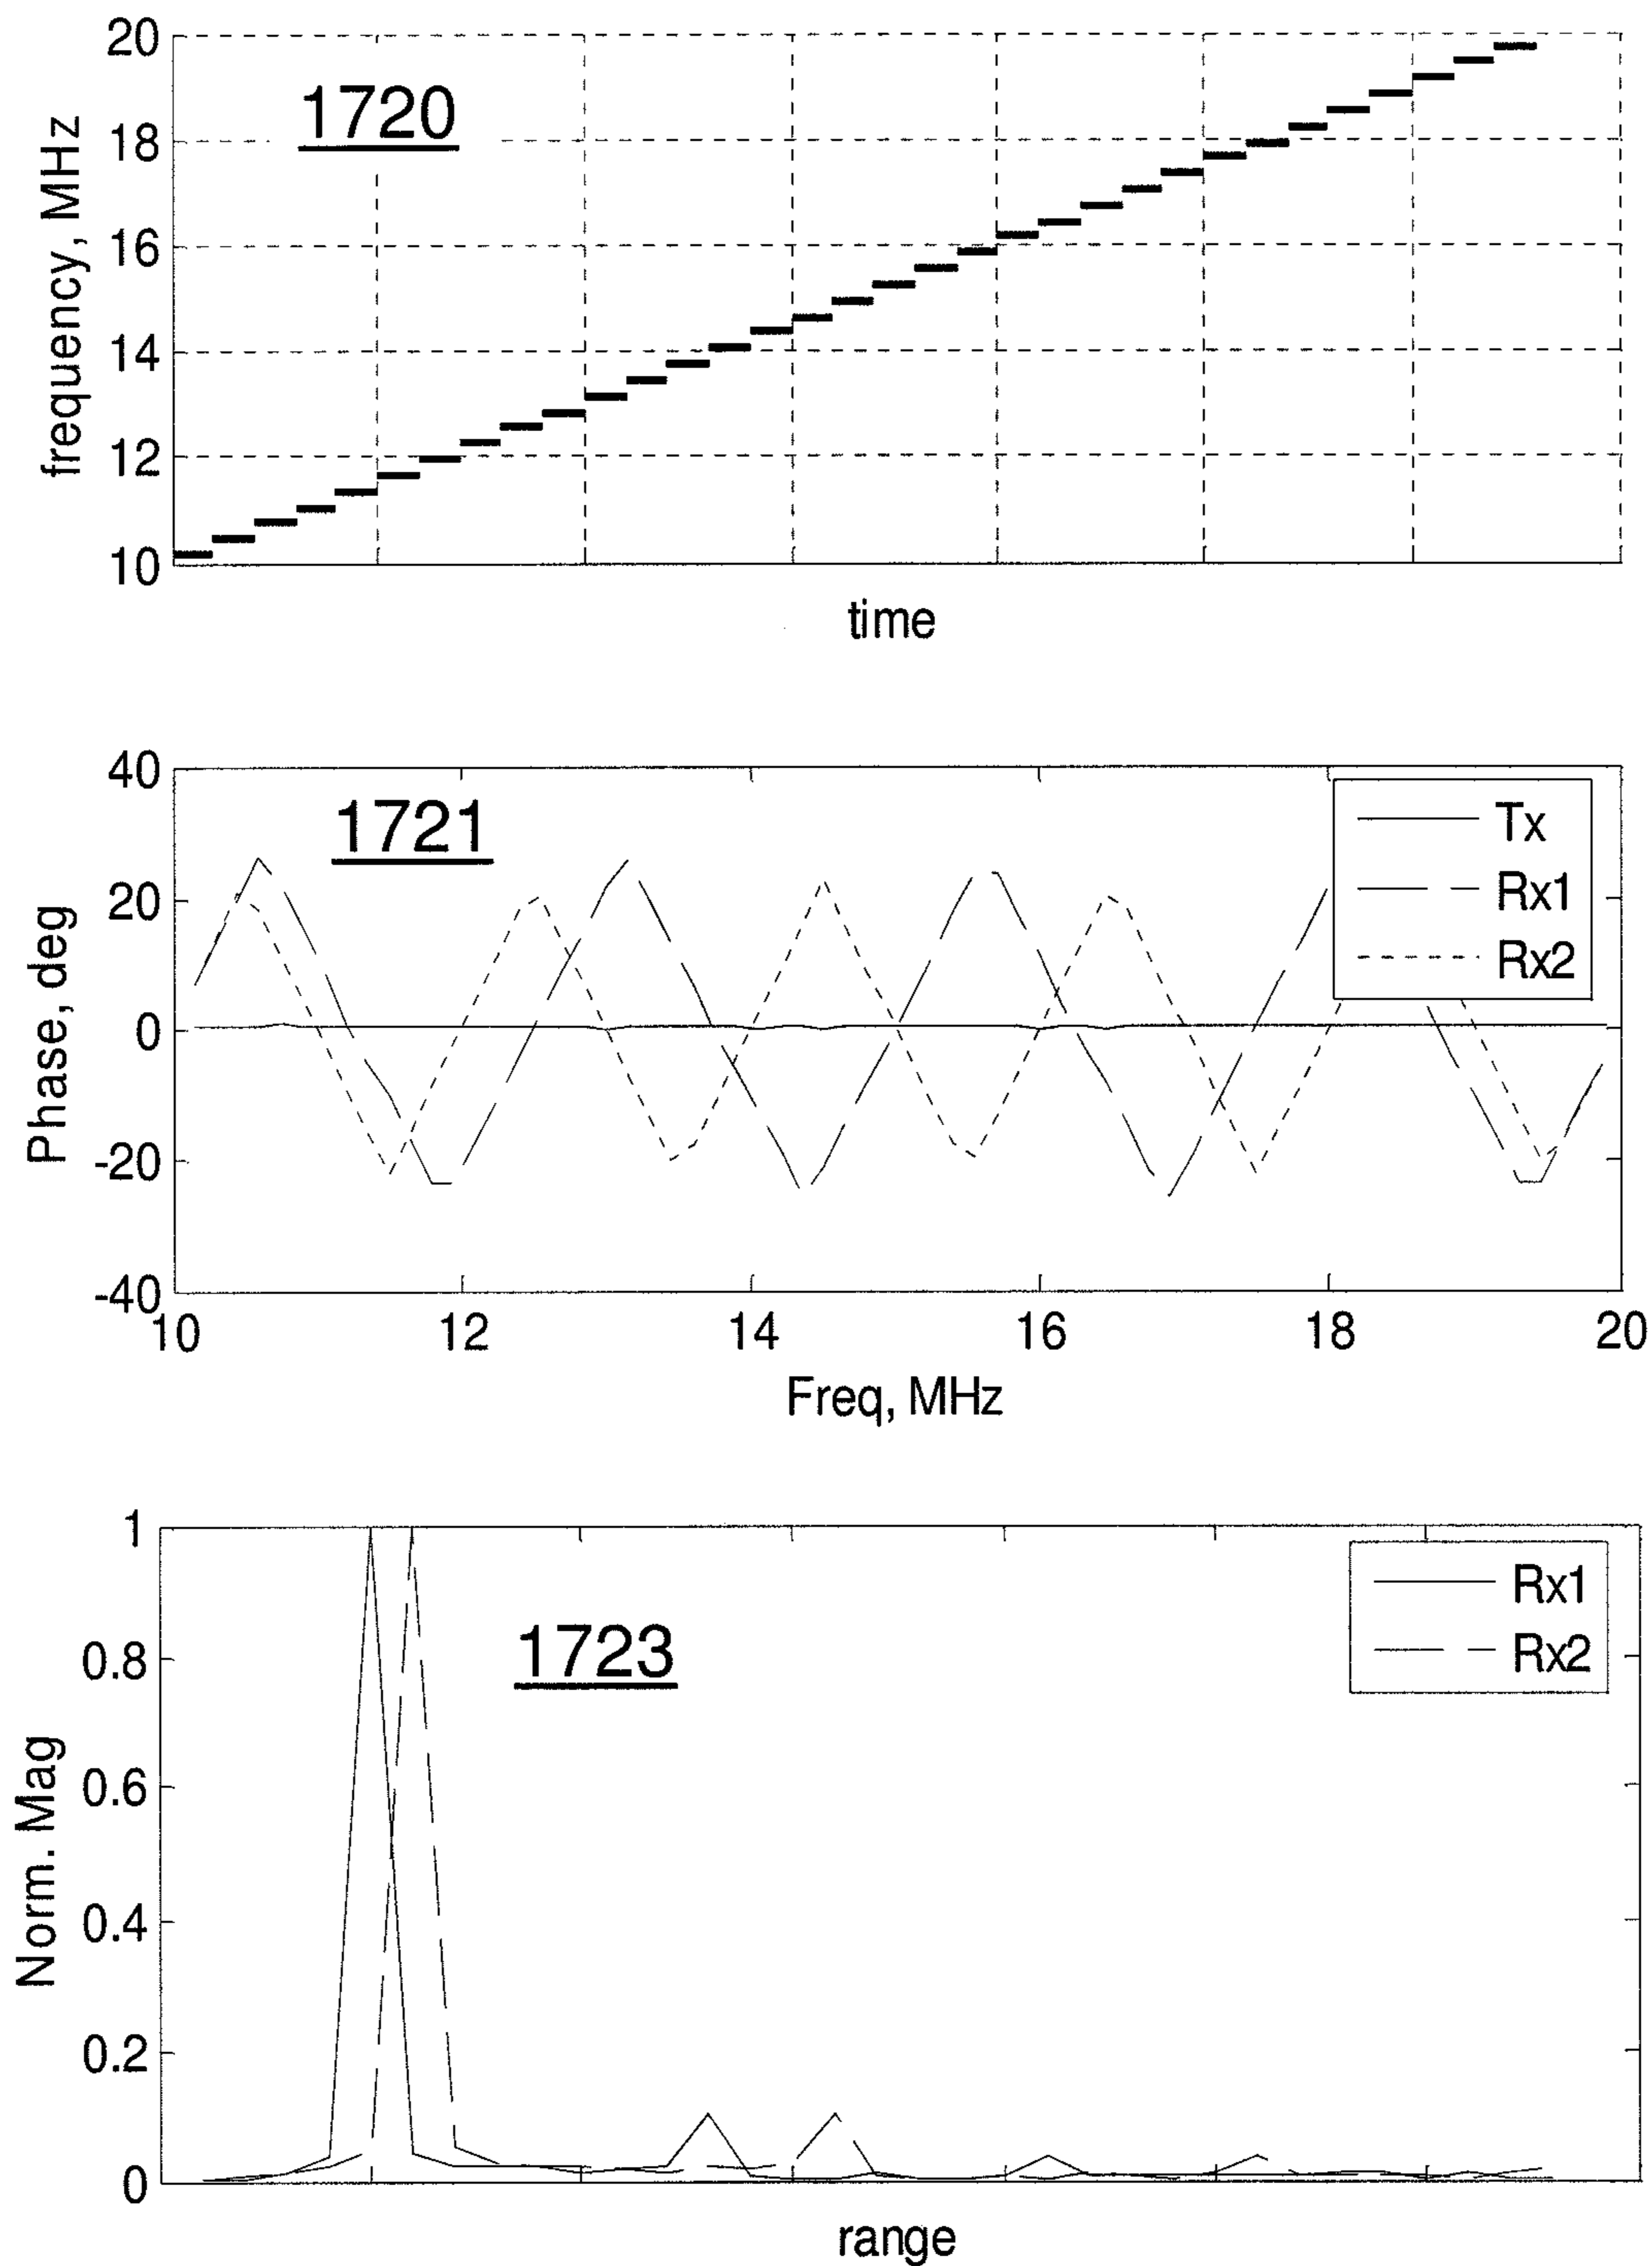 20
18
16
14
12
10
frequency, MHz
1720
time
40
20
0
-20
-40
Phase, deg
1721
Tx
Rx1
Rx2
10 12 14 16 18 20
Freq, MHz
1
0.8
0.6
0.4
0.2
0
Norm. Mag
1723
Rx1
Rx2
range